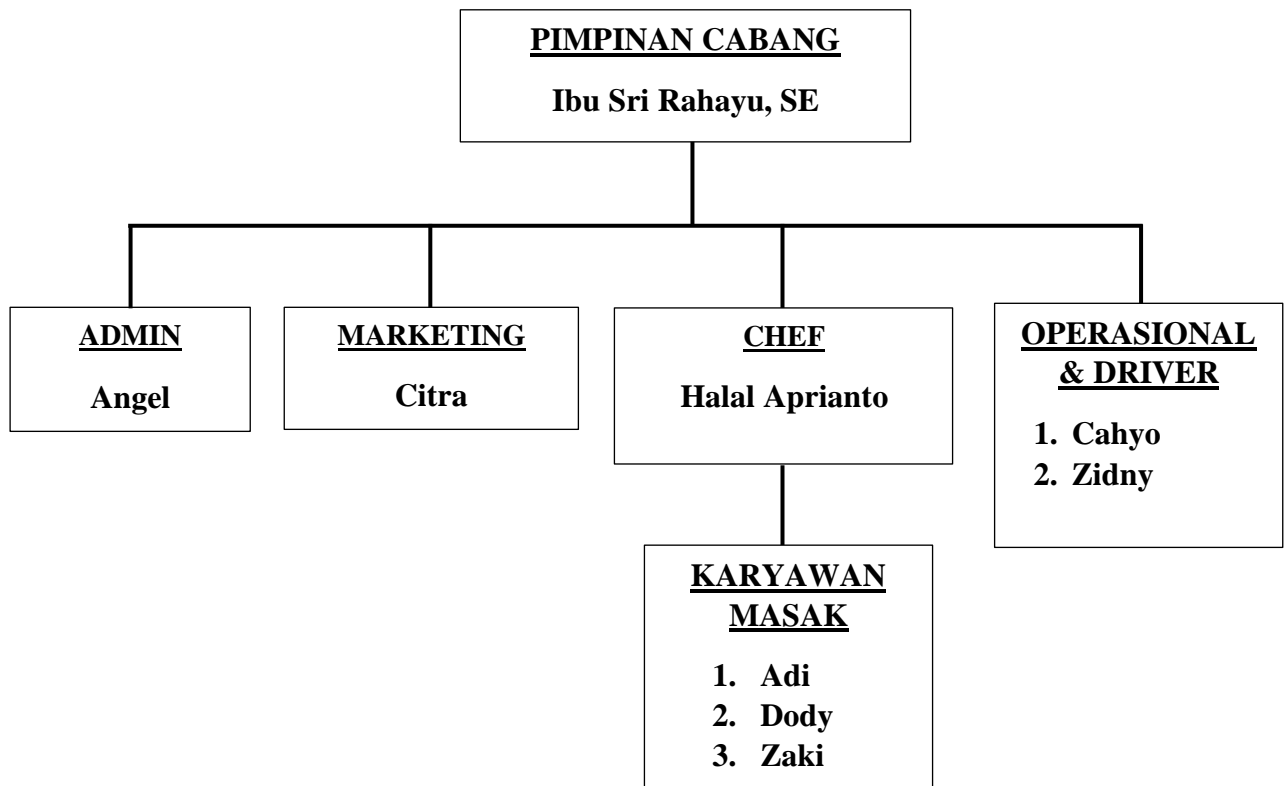 PIMPINAN CABANG
Ibu Sri Rahayu, SE
ADMIN
Angel
MARKETING
Citra
CHEF
Halal Aprianto
OPERASIONAL
& DRIVER
1. Cahyo
2. Zidny
KARYAWAN
MASAK
1. Adi
2. Dody
3. Zaki